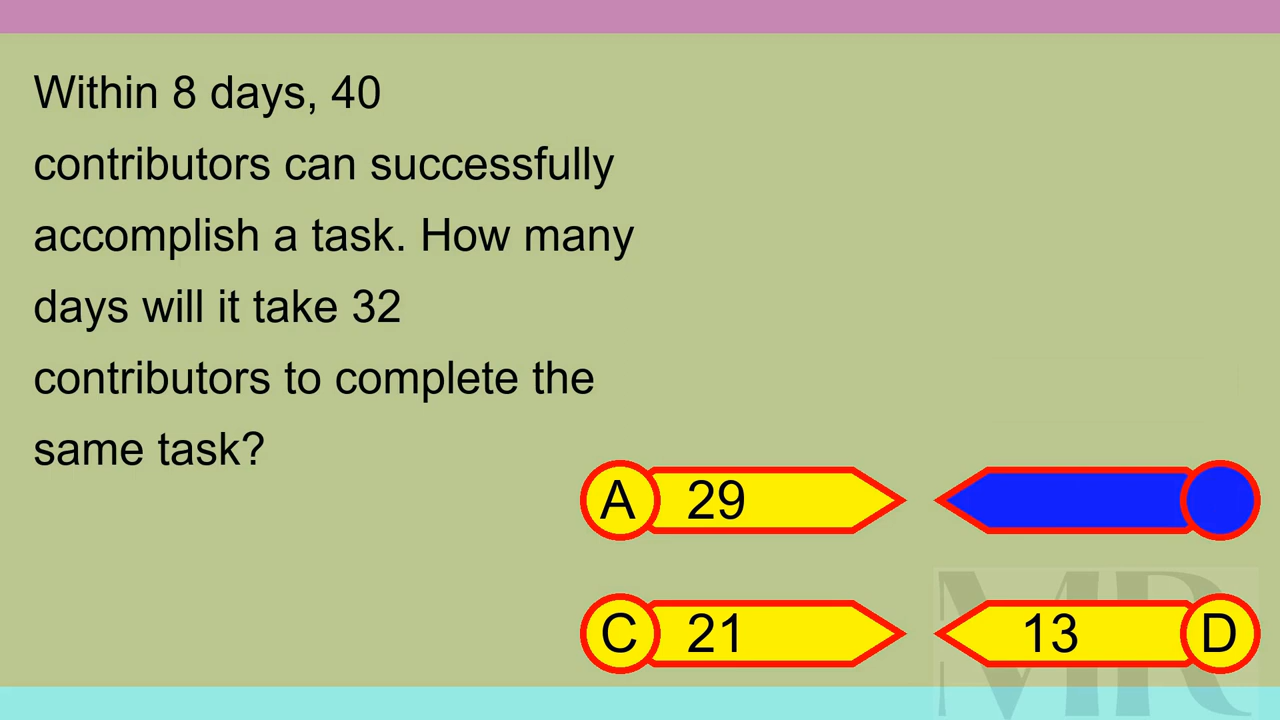 Within 8 days, 40
contributors can successfully
accomplish a task. How many
days will it take 32
contributors to complete the
same task?
A 29
C 21
13 D
MR